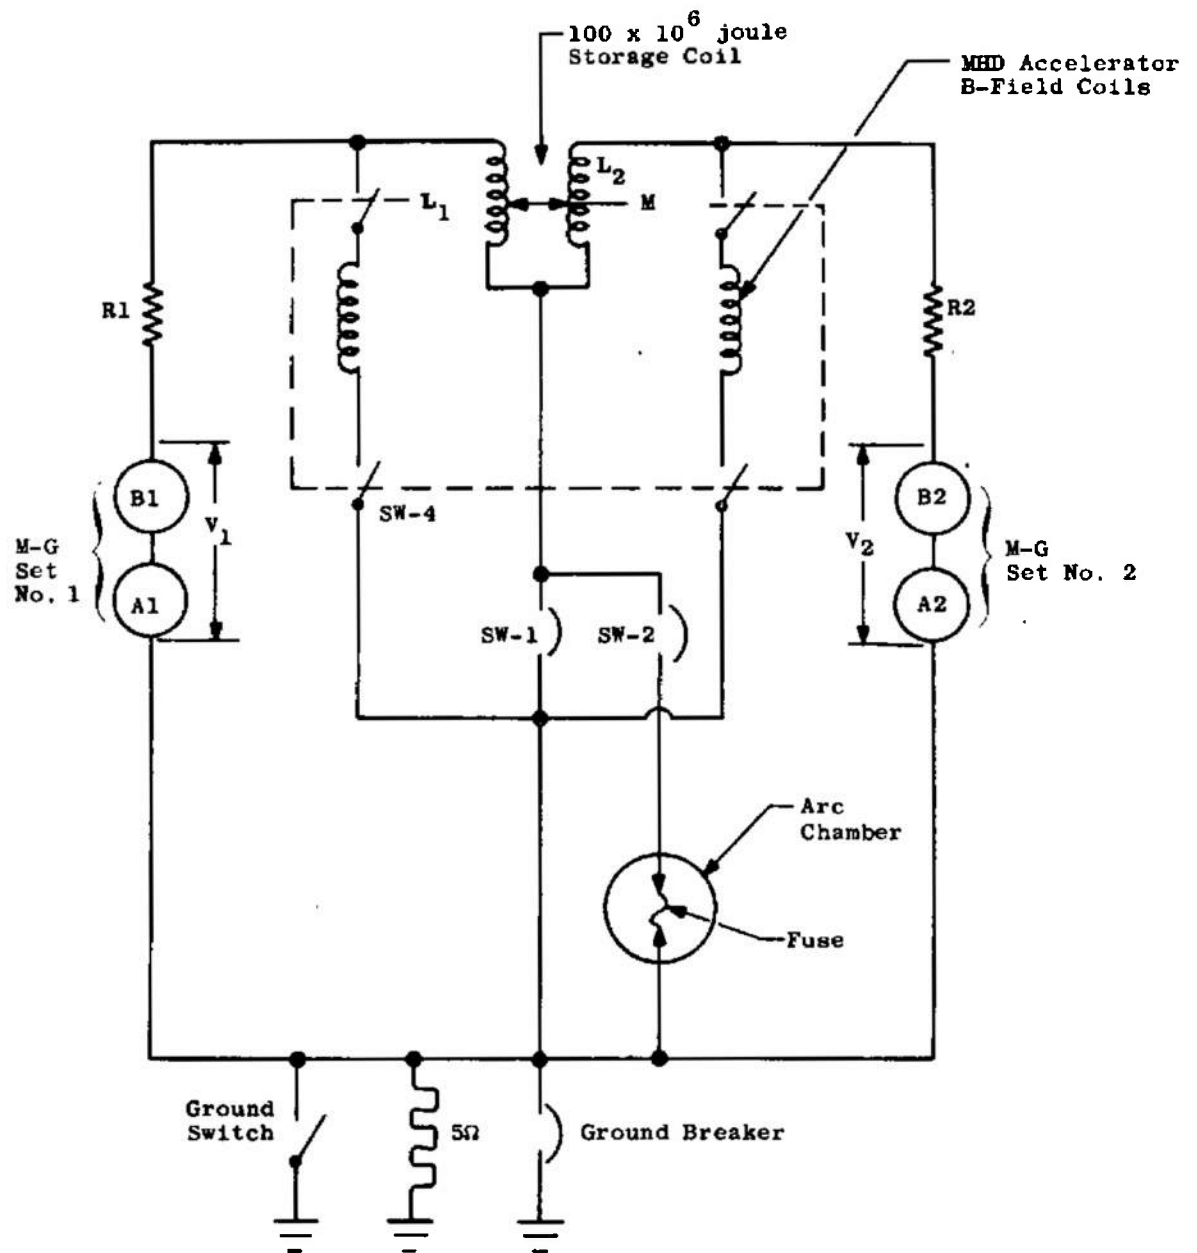 100 x 10^6 joule
Storage Coil
MHD Accelerator
B-Field Coils
L2
L1
M
R1
R2
B1
V1
A1
M-G
Set
No. 1
SW-4
B2
V2
A2
M-G
Set No. 2
SW-1
SW-2
Arc
Chamber
Fuse
Ground
Switch
5Ω
Ground Breaker